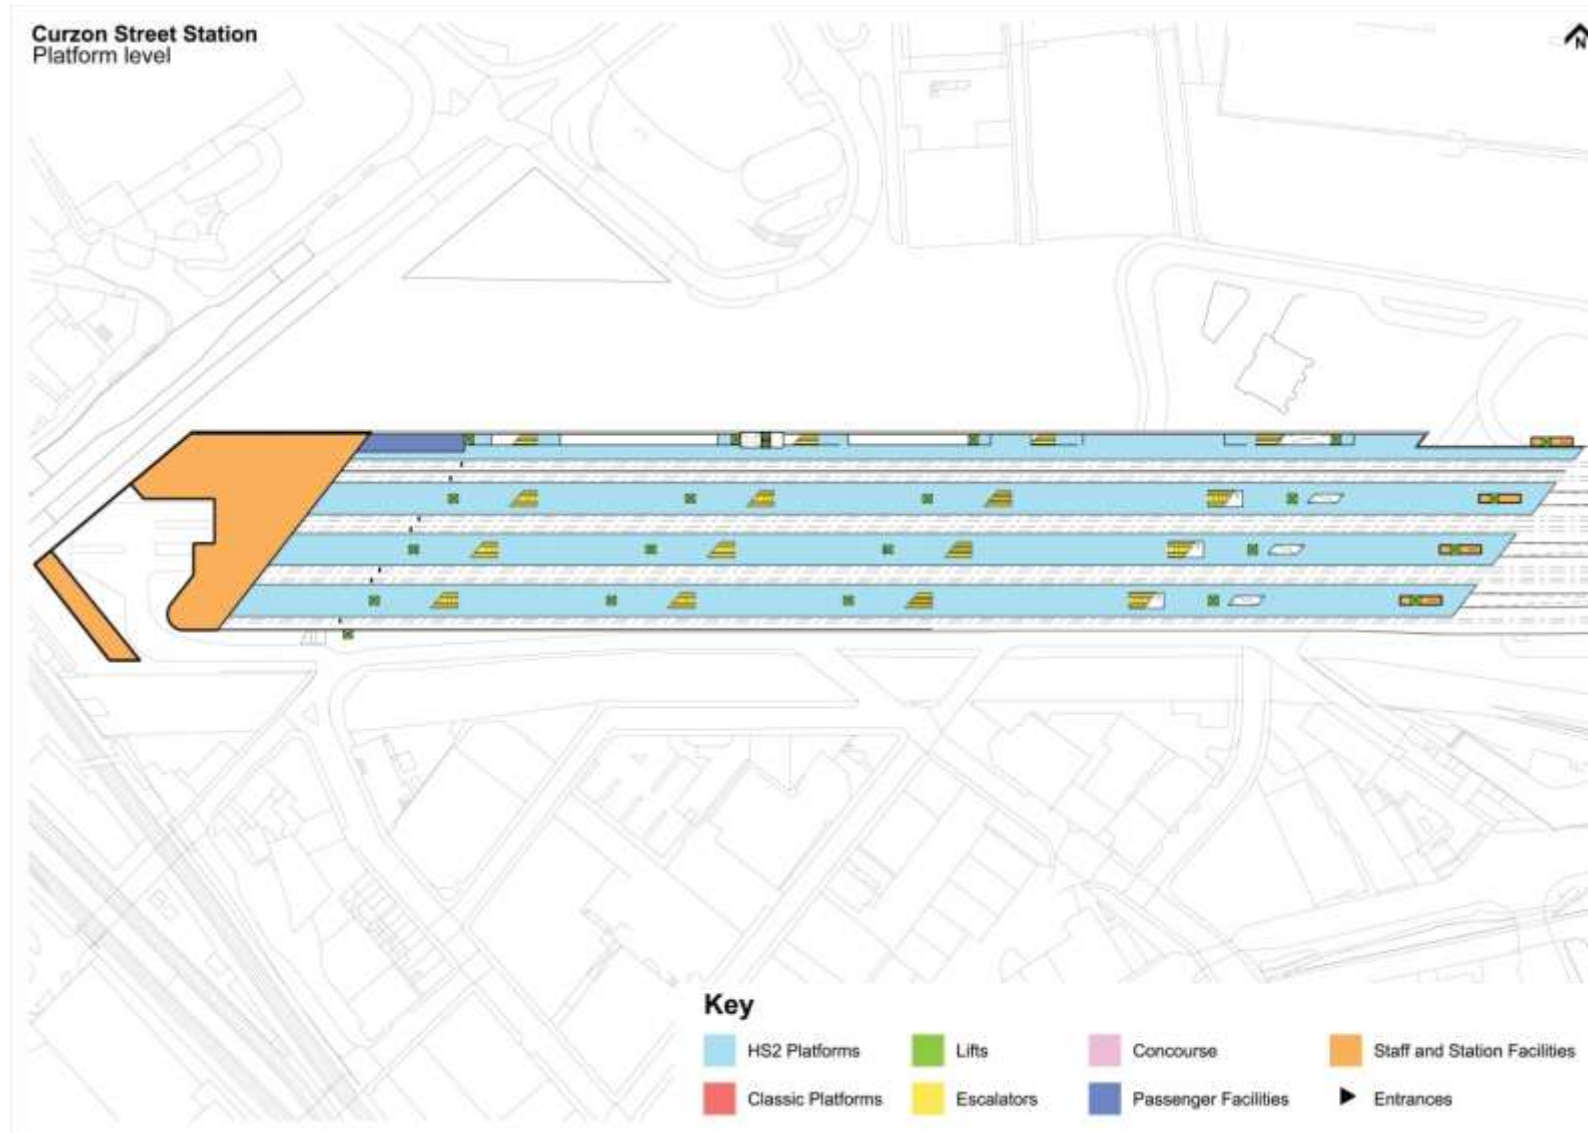 Curzon Street Station
Platform level
N
Key
HS2 Platforms
Lifts
Concourse
Staff and Station Facilities
Classic Platforms
Escalators
Passenger Facilities
Entrances